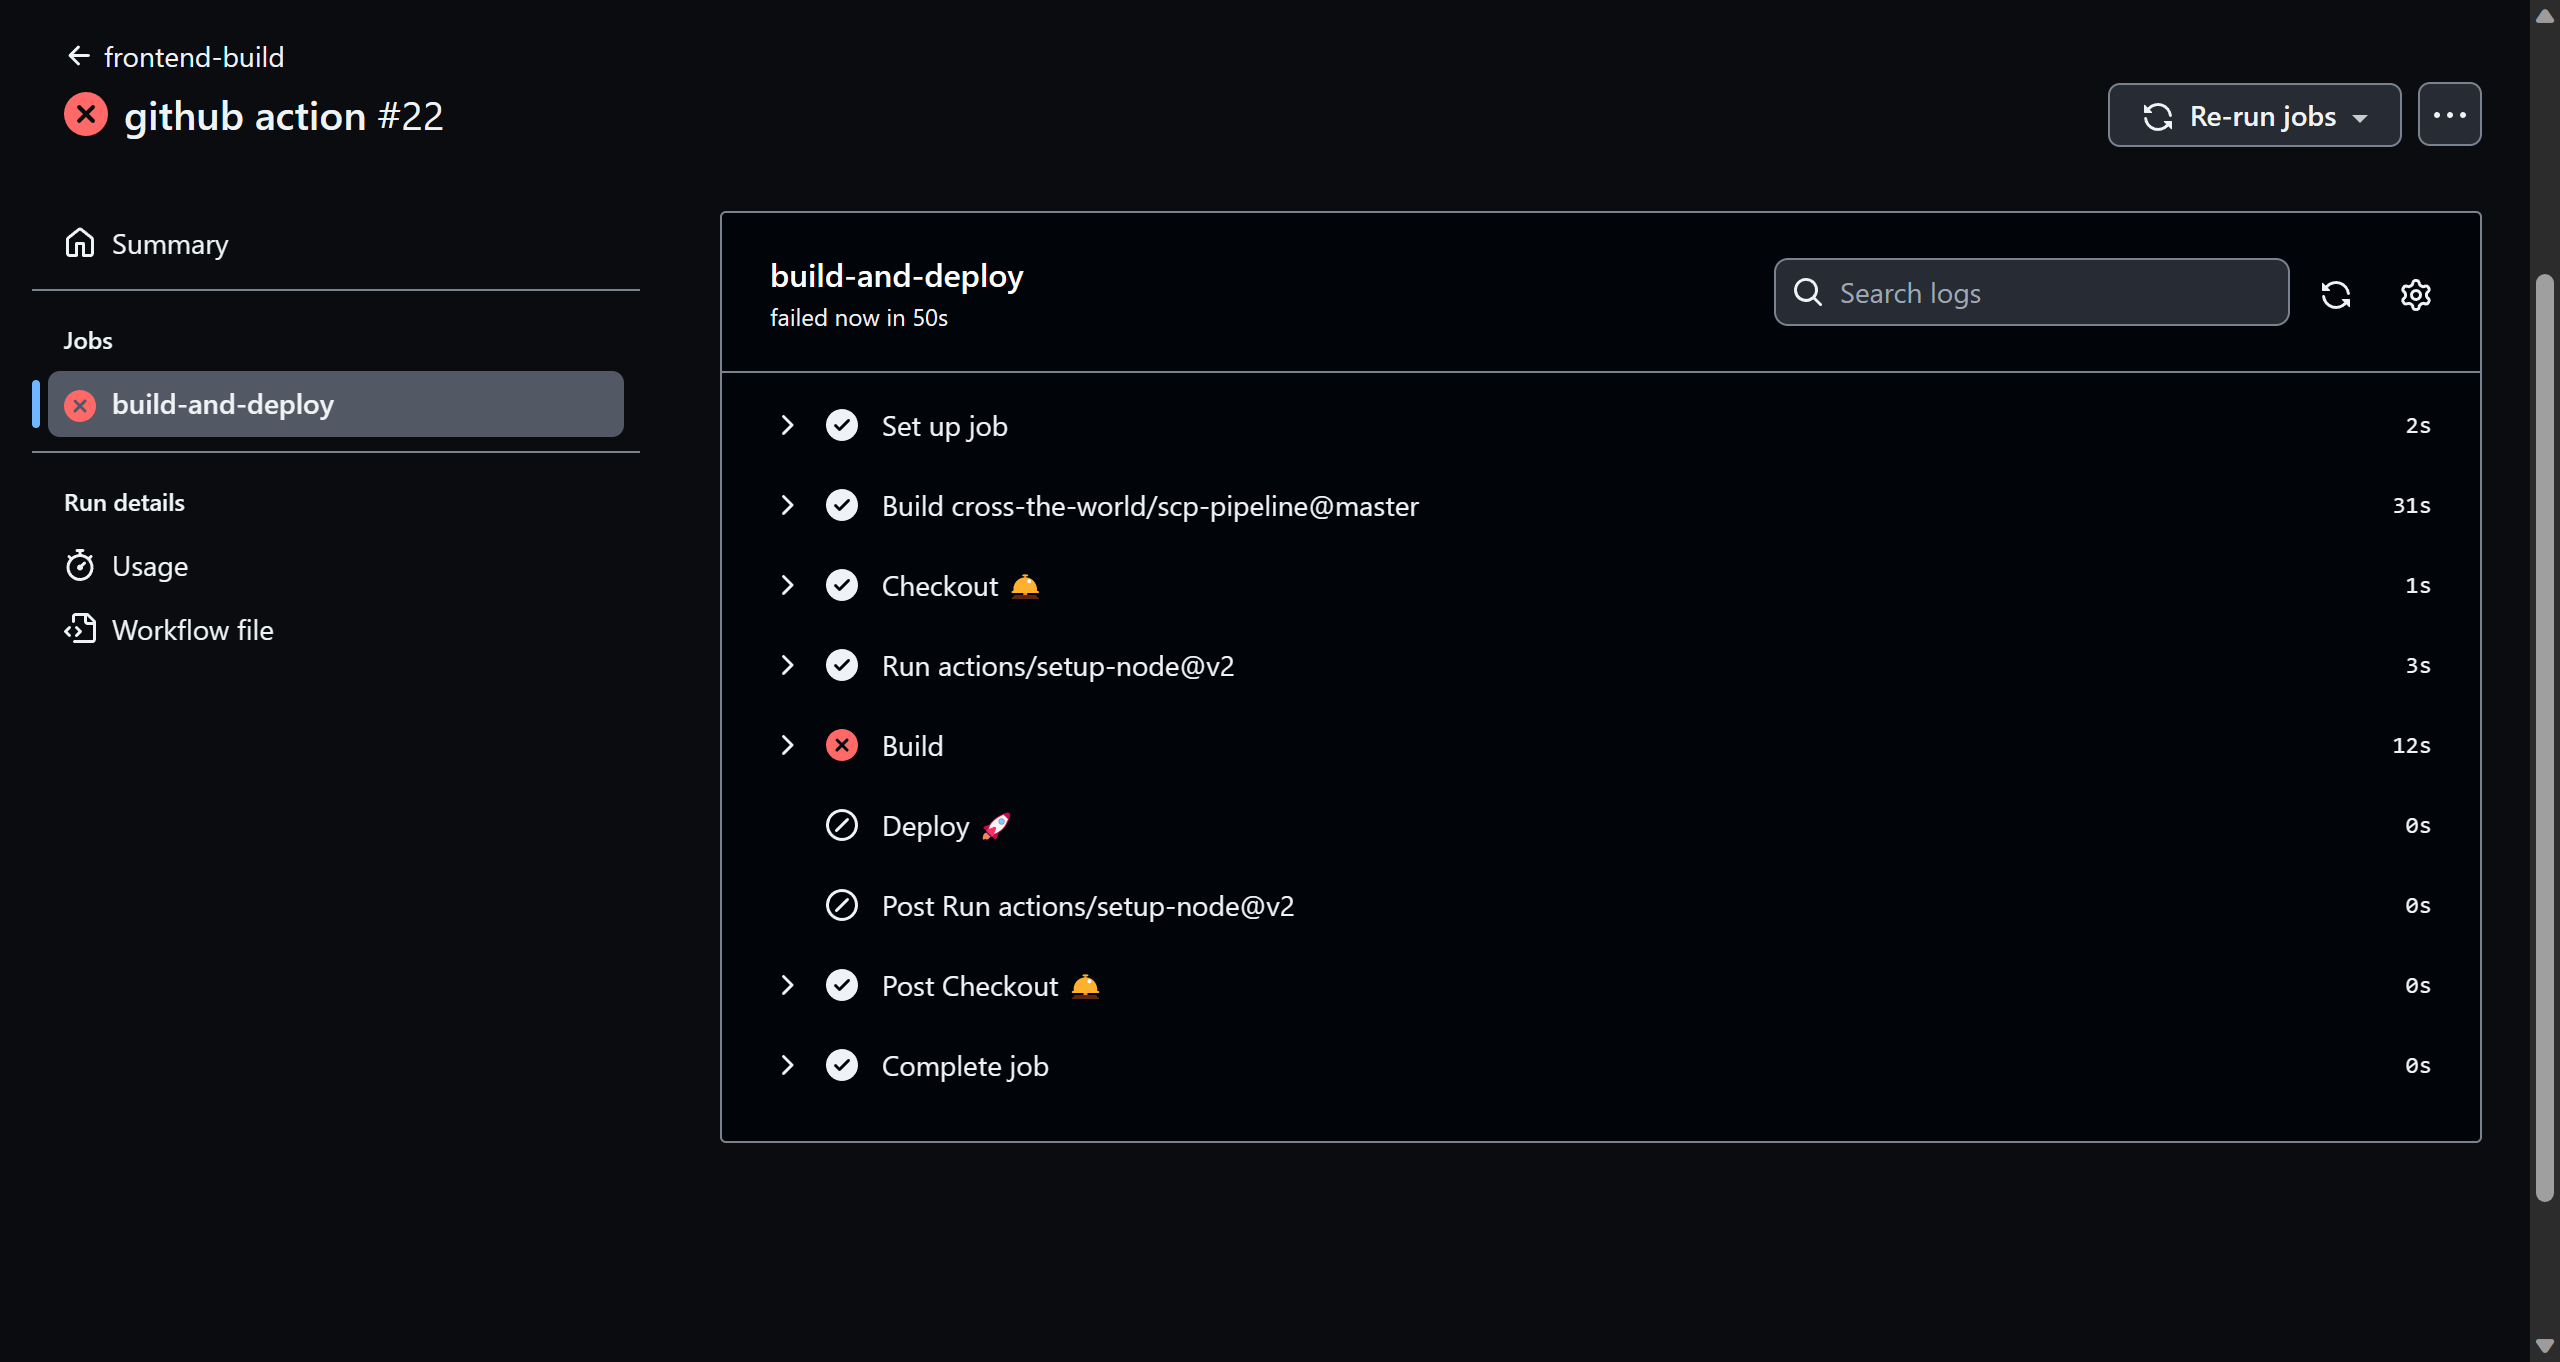 frontend-build
github action #22
Re-run jobs
Summary
Jobs
build-and-deploy
Run details
Usage
Workflow file
build-and-deploy
failed now in 50s
Search logs
Set up job 2s
Build cross-the-world/scp-pipeline@master 31s
Checkout 🛎️ 1s
Run actions/setup-node@v2 3s
Build 12s
Deploy 🚀 0s
Post Run actions/setup-node@v2 0s
Post Checkout 🛎️ 0s
Complete job 0s